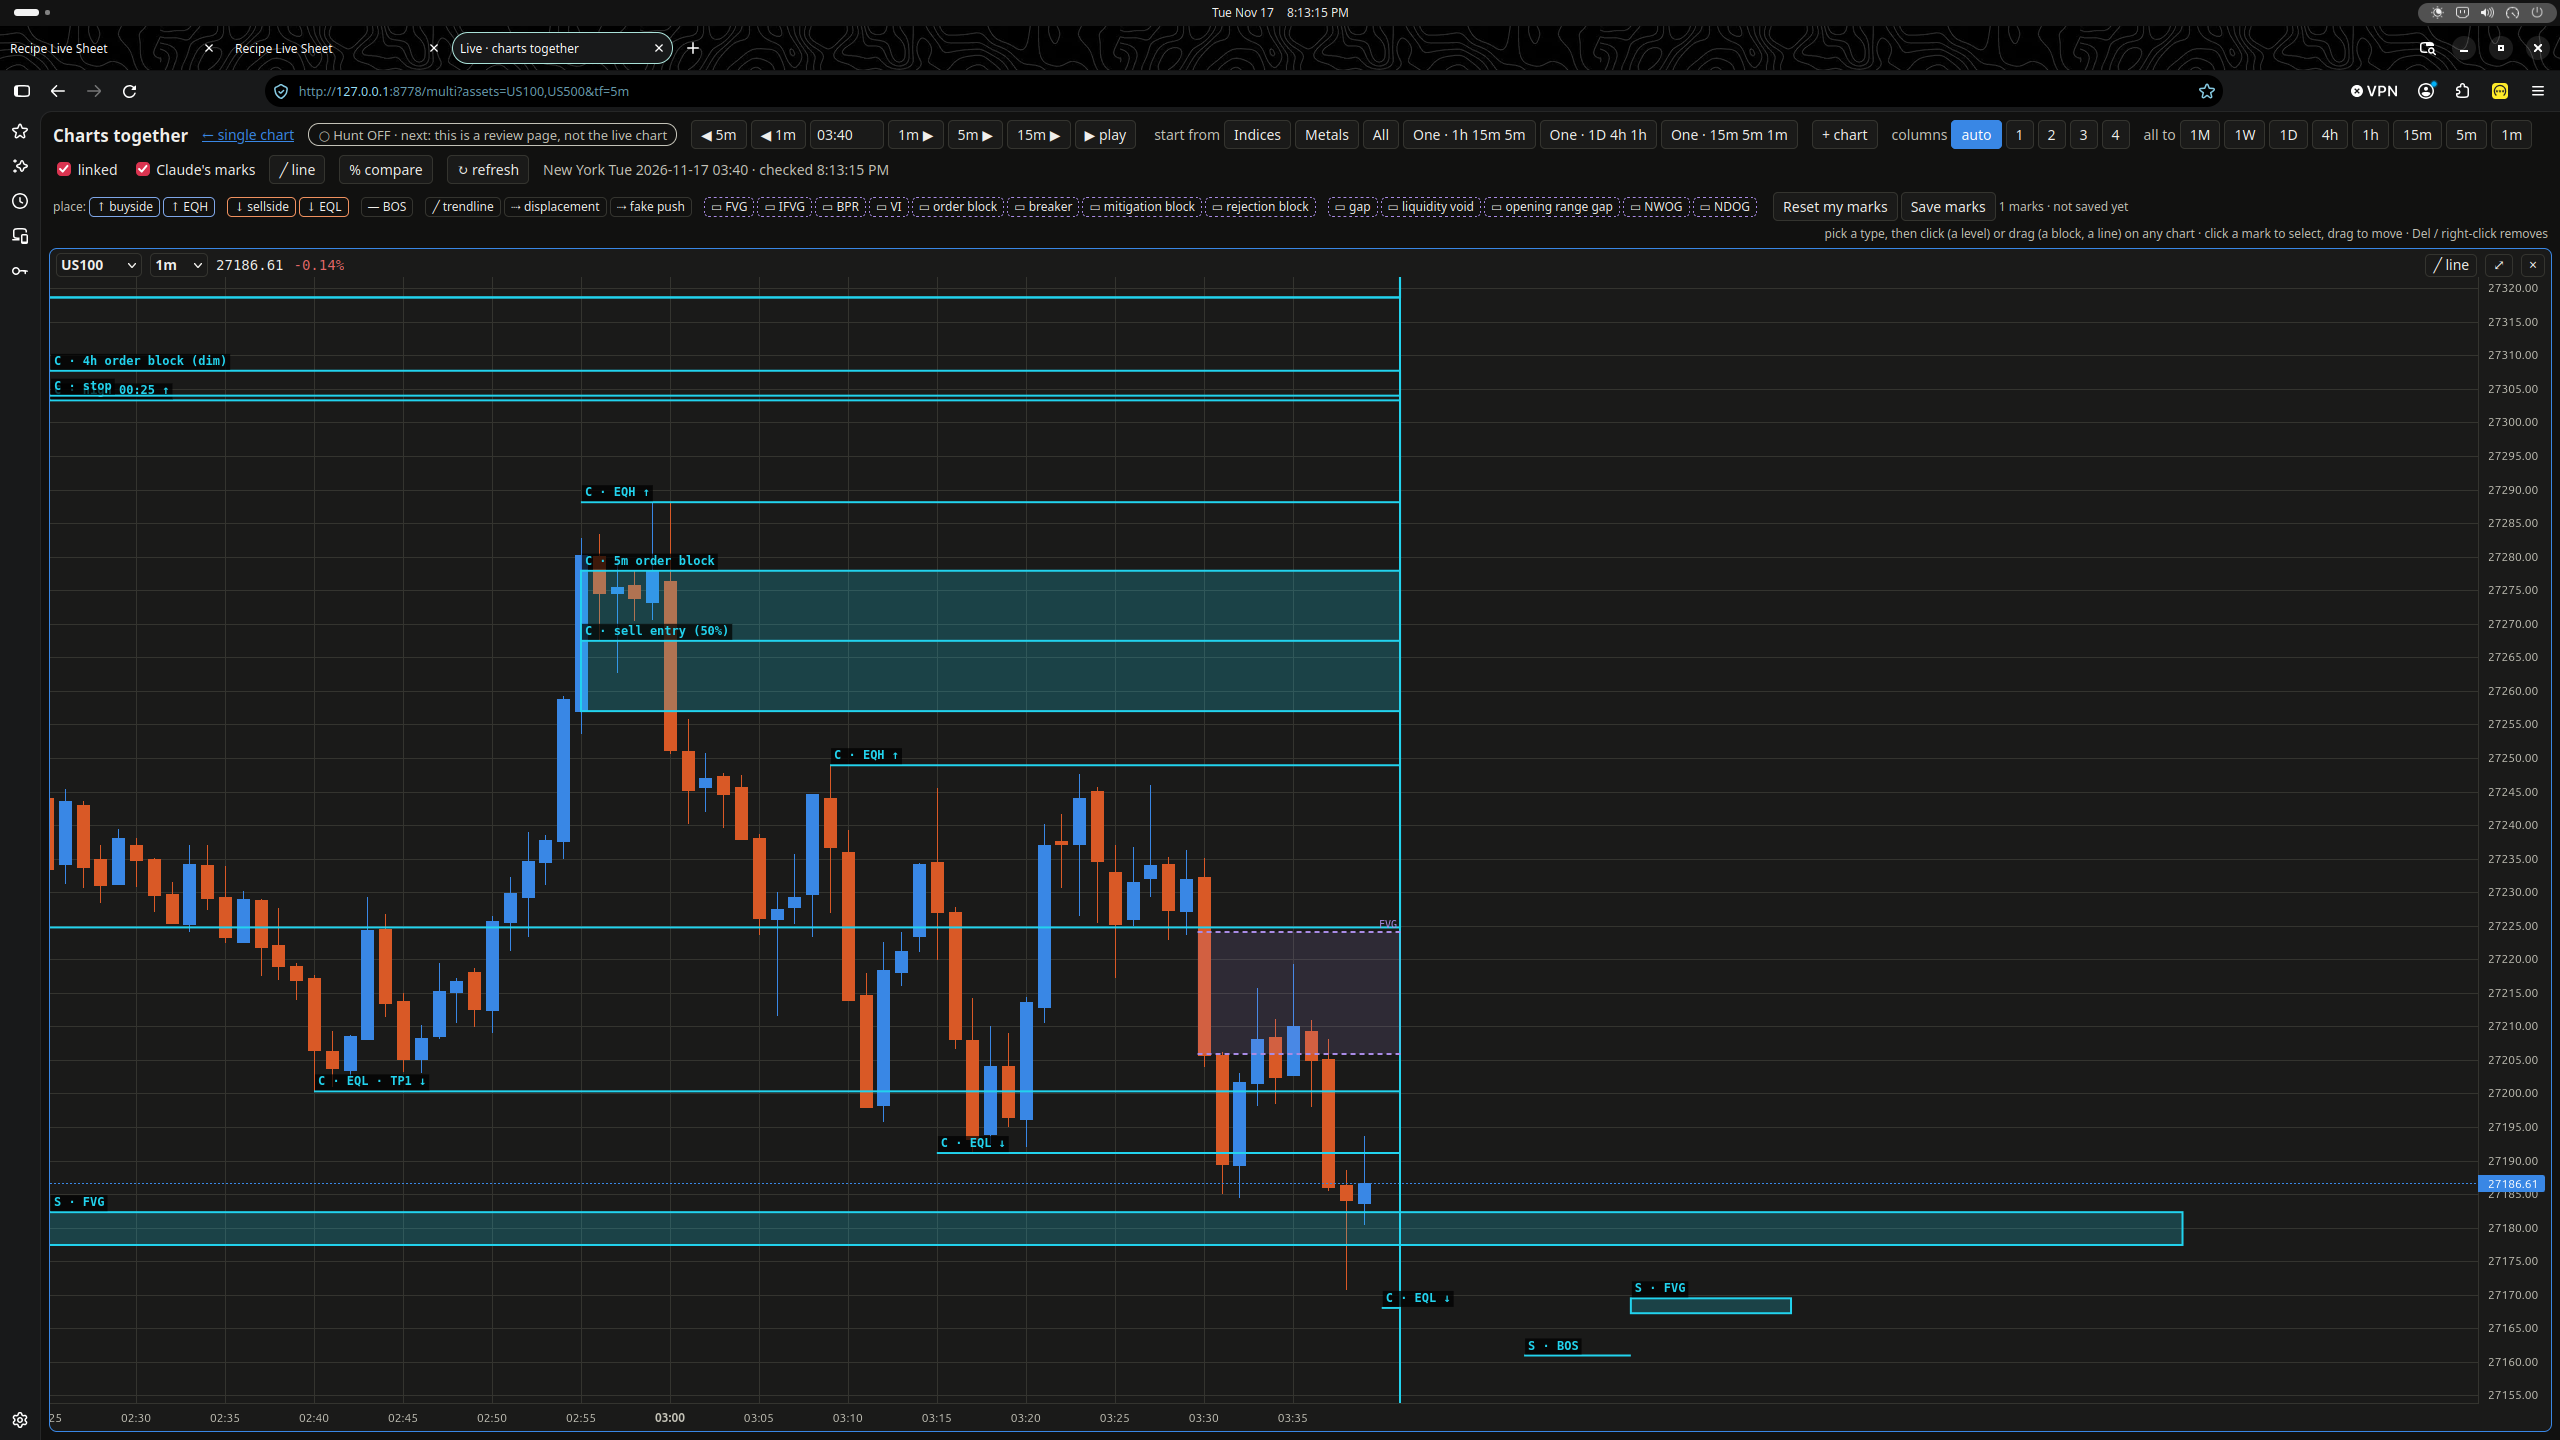 Tue Nov 17 8:13:15 PM
Recipe Live Sheet
Recipe Live Sheet
Live · charts together
http://127.0.0.1:8778/multi?assets=US100,US500&tf=5m
VPN
Charts together
← single chart
Hunt OFF · next: this is a review page, not the live chart
◀ 5m
◀ 1m
03:40
1m ▶
5m ▶
15m ▶
▶ play
start from
Indices
Metals
All
One · 1h 15m 5m
One · 1D 4h 1h
One · 15m 5m 1m
+ chart
columns
auto
1
2
3
4
all to
1M
1W
1D
4h
1h
15m
5m
1m
linked
Claude's marks
╱ line
% compare
↻ refresh
New York Tue 2026-11-17 03:40 · checked 8:13:15 PM
place:
↑ buyside
↑ EQH
↓ sellside
↓ EQL
— BOS
╱ trendline
→ displacement
→ fake push
▭ FVG
▭ IFVG
▭ BPR
▭ VI
▭ order block
▭ breaker
▭ mitigation block
▭ rejection block
▭ gap
▭ liquidity void
▭ opening range gap
▭ NWOG
▭ NDOG
Reset my marks
Save marks
1 marks · not saved yet
pick a type, then click (a level) or drag (a block, a line) on any chart · click a mark to select, drag to move · Del / right-click removes
US100
1m
27186.61 -0.14%
╱ line
27320.00
27315.00
27310.00
27305.00
27300.00
27295.00
27290.00
27285.00
27280.00
27275.00
27270.00
27265.00
27260.00
27255.00
27250.00
27245.00
27240.00
27235.00
27230.00
27225.00
27220.00
27215.00
27210.00
27205.00
27200.00
27195.00
27190.00
27186.61
27185.00
27180.00
27175.00
27170.00
27165.00
27160.00
27155.00
C · 4h order block (dim)
C · stop
00:25 ↑
C · EQH ↑
C · 5m order block
C · sell entry (50%)
C · EQH ↑
FVG
C · EQL · TP1 ↓
C · EQL ↓
S · FVG
C · EQL ↓
S · FVG
S · BOS
25
02:30
02:35
02:40
02:45
02:50
02:55
03:00
03:05
03:10
03:15
03:20
03:25
03:30
03:35